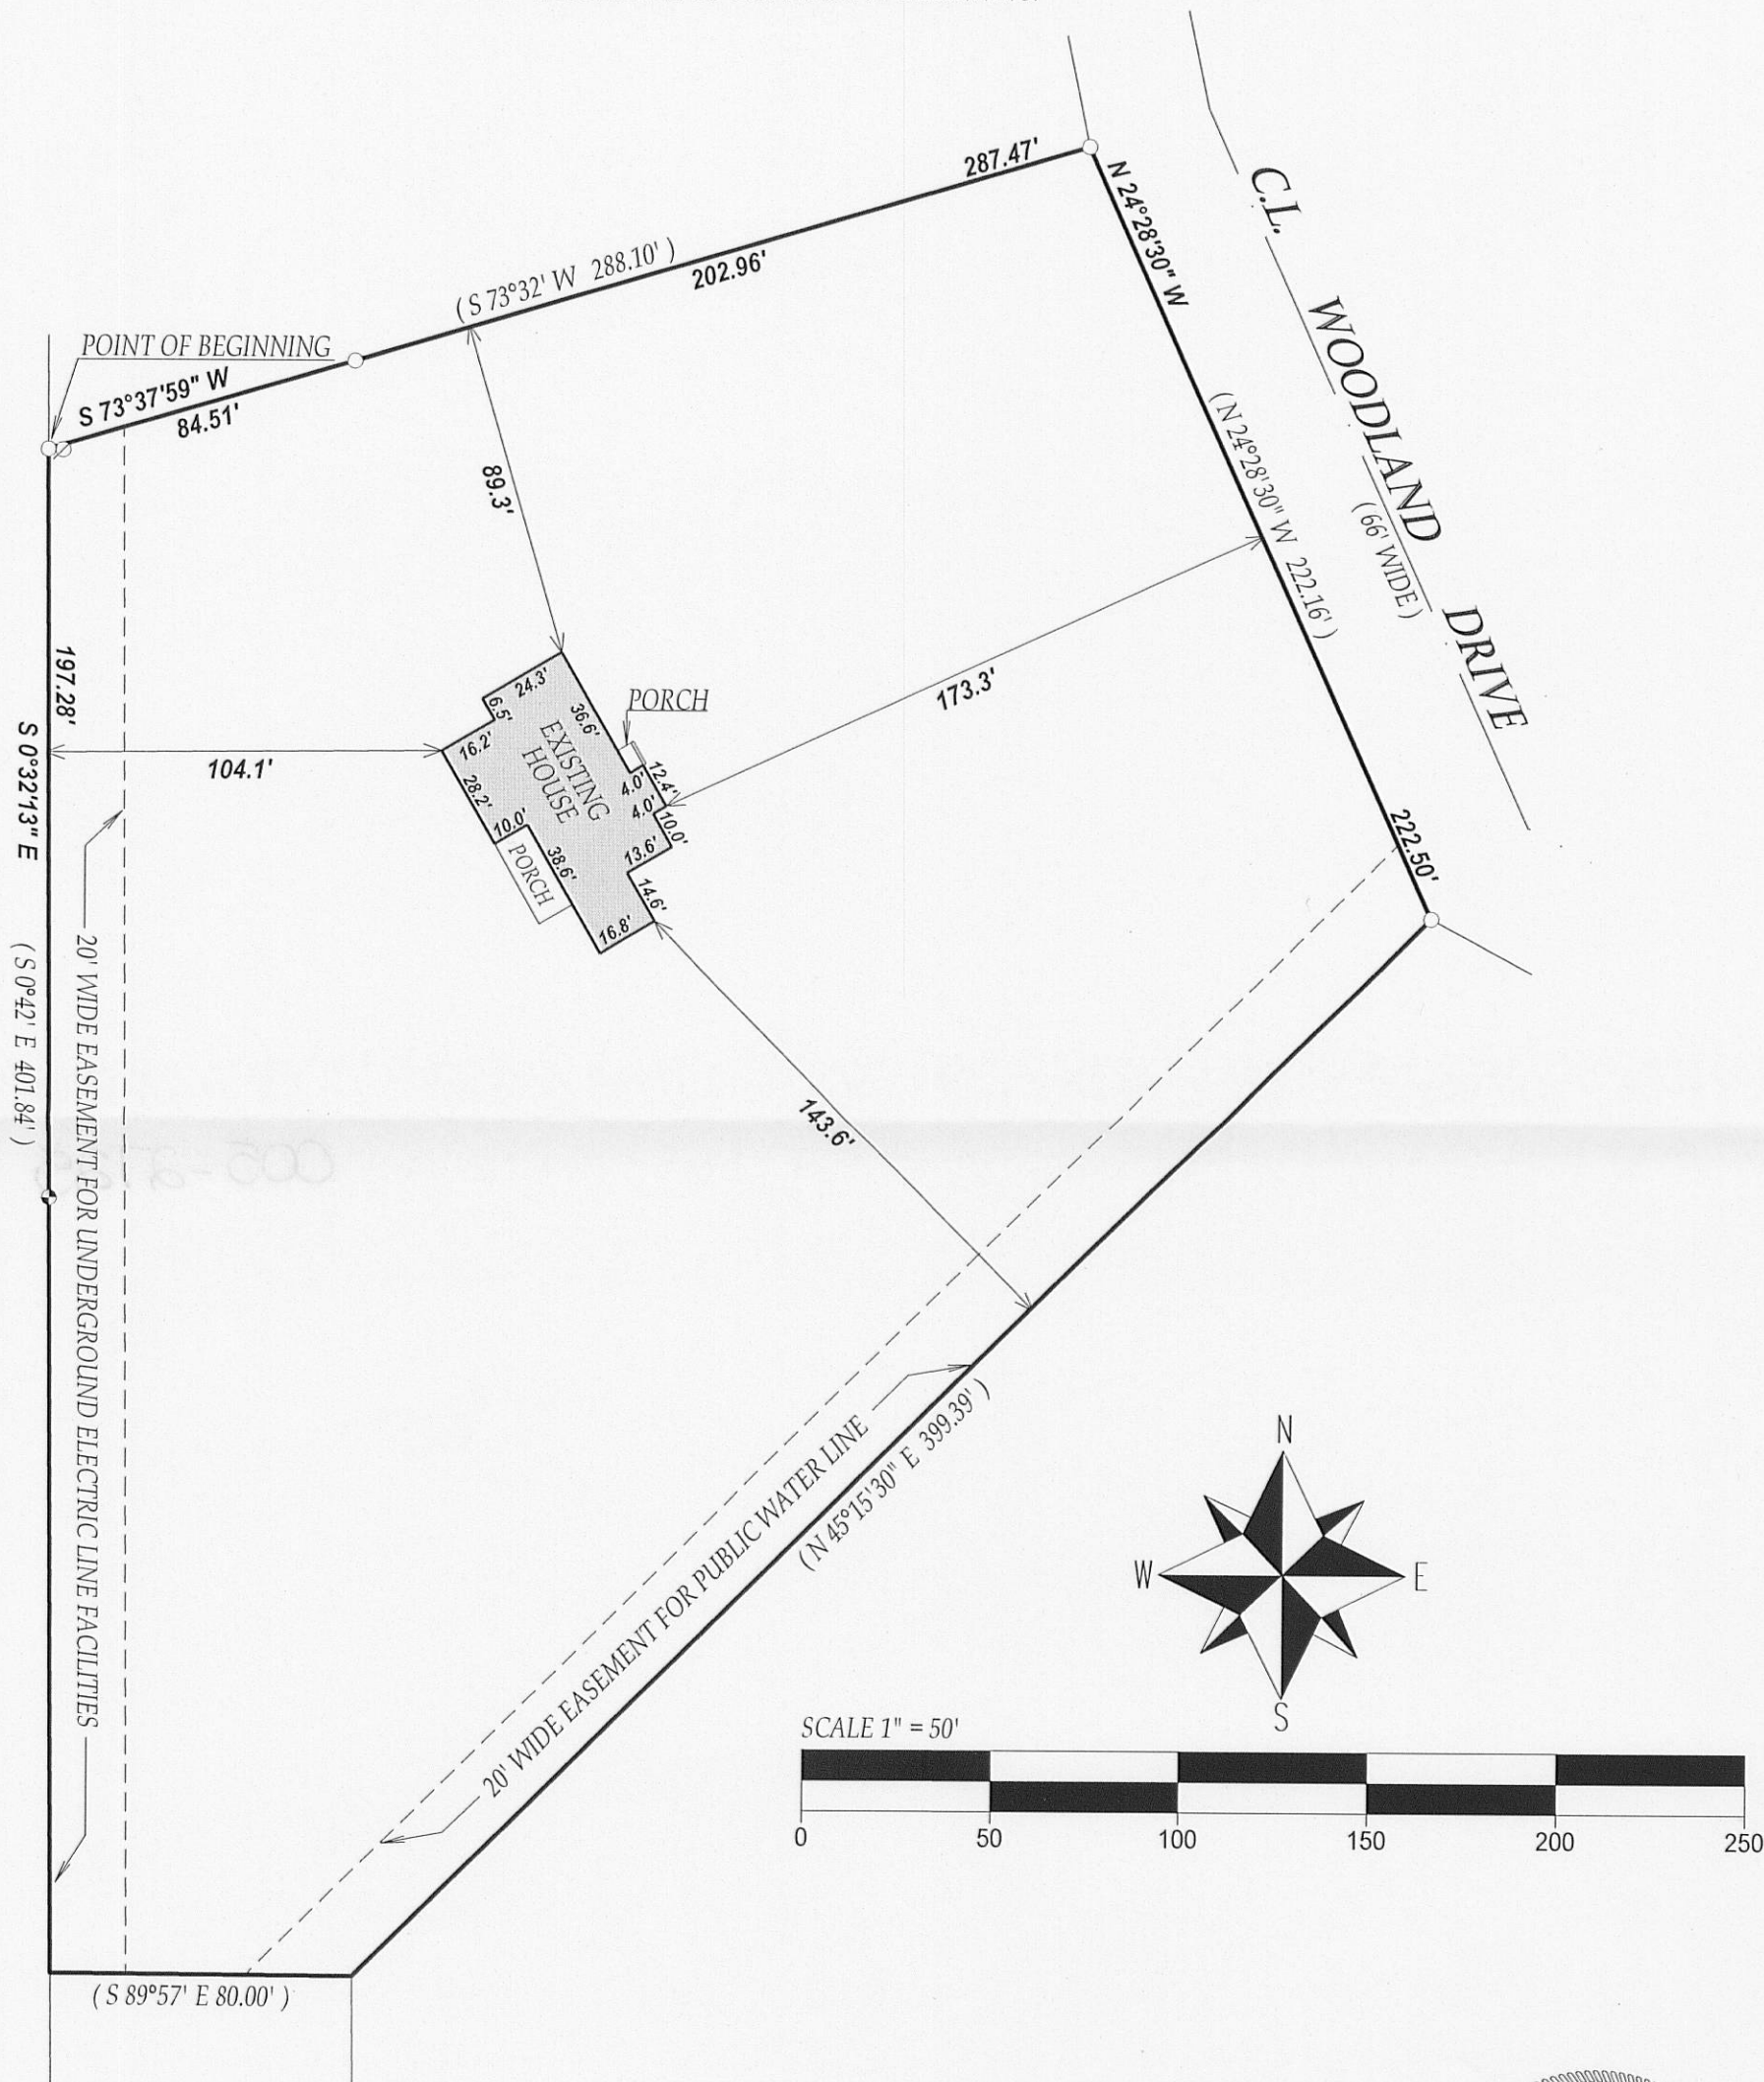 287.47'
( S 73°32' W 288.10' )
202.96'
N 24°28'30" W
C.L. WOODLAND DRIVE
( 66' WIDE )
POINT OF BEGINNING
S 73°37'59" W
84.51'
(N 24°28'30" W 222.16' )
89.3'
197.28'
S 0°32'13" E
( S 0°42' E 401.84' )
104.1'
173.3'
PORCH
24.3'
6.5'
36.6'
16.2'
EXISTING
HOUSE
28.2'
12.4'
4.0'
4.0'
10.0'
10.0'
13.6'
38.6'
PORCH
14.6'
16.8'
222.50'
20' WIDE EASEMENT FOR UNDERGROUND ELECTRIC LINE FACILITIES
143.6'
20' WIDE EASEMENT FOR PUBLIC WATER LINE
(N 45°15'30" E 399.39' )
N
W
E
S
SCALE 1" = 50'
0 50 100 150 200 250
( S 89°57' E 80.00' )